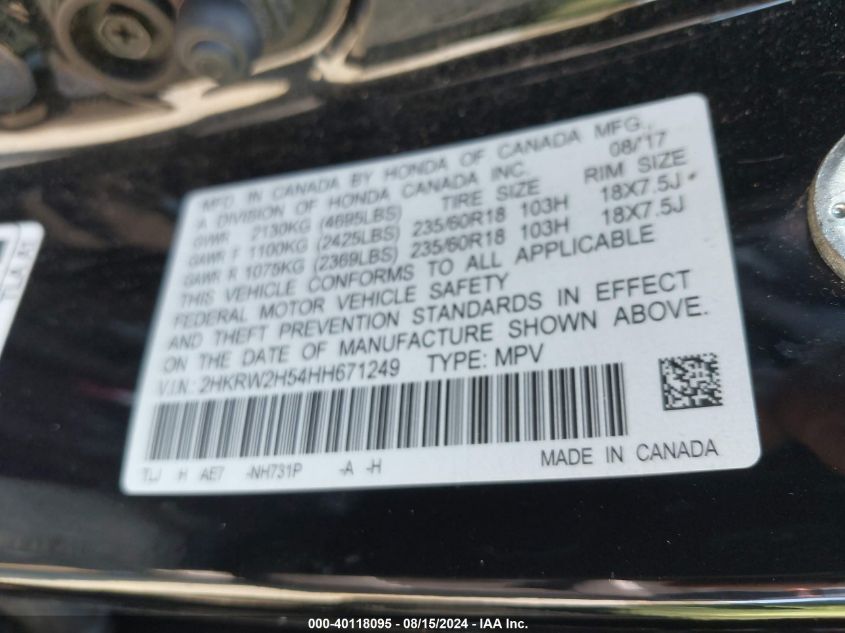 MFD. IN CANADA BY HONDA OF CANADA MFG., 08/'17
A DIVISION OF HONDA CANADA INC.
TIRE SIZE RIM SIZE
GVWR 2130KG (4695LBS)
GAWR F 1100KG (2425LBS) 235/60R18 103H 18X7.5J
GAWR R 1075KG (2369LBS) 235/60R18 103H 18X7.5J
THIS VEHICLE CONFORMS TO ALL APPLICABLE
FEDERAL MOTOR VEHICLE SAFETY
AND THEFT PREVENTION STANDARDS IN EFFECT
ON THE DATE OF MANUFACTURE SHOWN ABOVE.
V.I.N: 2HKRW2H54HH671249 TYPE: MPV
-NH731P -A -H
AE7 H
MADE IN CANADA
000-40118095 - 08/15/2024 - IAA Inc.